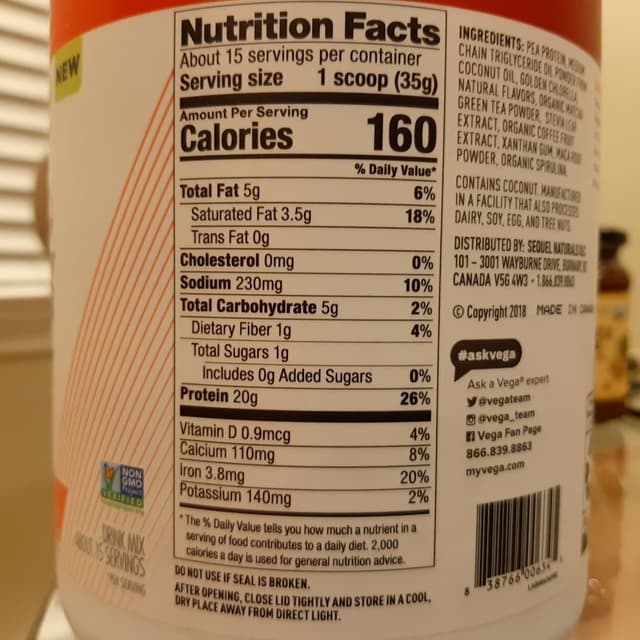 NEW
Nutrition Facts
About 15 servings per container
Serving size 1 scoop (35g)
Amount Per Serving
Calories 160
% Daily Value*
Total Fat 5g 6%
Saturated Fat 3.5g 18%
Trans Fat 0g
Cholesterol 0mg 0%
Sodium 230mg 10%
Total Carbohydrate 5g 2%
Dietary Fiber 1g 4%
Total Sugars 1g
Includes 0g Added Sugars 0%
Protein 20g 26%
Vitamin D 0.9mcg 4%
Calcium 110mg 8%
Iron 3.8mg 20%
Potassium 140mg 2%
* The % Daily Value tells you how much a nutrient in a
serving of food contributes to a daily diet. 2,000
calories a day is used for general nutrition advice.
DO NOT USE IF SEAL IS BROKEN.
AFTER OPENING, CLOSE LID TIGHTLY AND STORE IN A COOL,
DRY PLACE AWAY FROM DIRECT LIGHT.
NON
GMO
Project
VERIFIED
DRINK MIX
ABOUT 15 SERVINGS
PER SERVING
INGREDIENTS: PEA PROTEIN, MEDIUM
CHAIN TRIGLYCERIDE OIL POWDER FROM
COCONUT OIL, GOLDEN CHLORELLA,
NATURAL FLAVORS, ORGANIC MATCHA
GREEN TEA POWDER, STEVIA LEAF
EXTRACT, ORGANIC COFFEE FRUIT
EXTRACT, XANTHAN GUM, MACA ROOT
POWDER, ORGANIC SPIRULINA.
CONTAINS COCONUT. MANUFACTURED
IN A FACILITY THAT ALSO PROCESSES
DAIRY, SOY, EGG, AND TREE NUTS.
DISTRIBUTED BY: SEQUEL NATURALS
101 – 3001 WAYBURNE DRIVE, BURNABY,
CANADA V5G 4W3 • 1.866.839.8863
© Copyright 2018 MADE IN
#askvega
Ask a Vega® expert
@vegateam
@vega_team
Vega Fan Page
866.839.8863
myvega.com
8 38766 00634